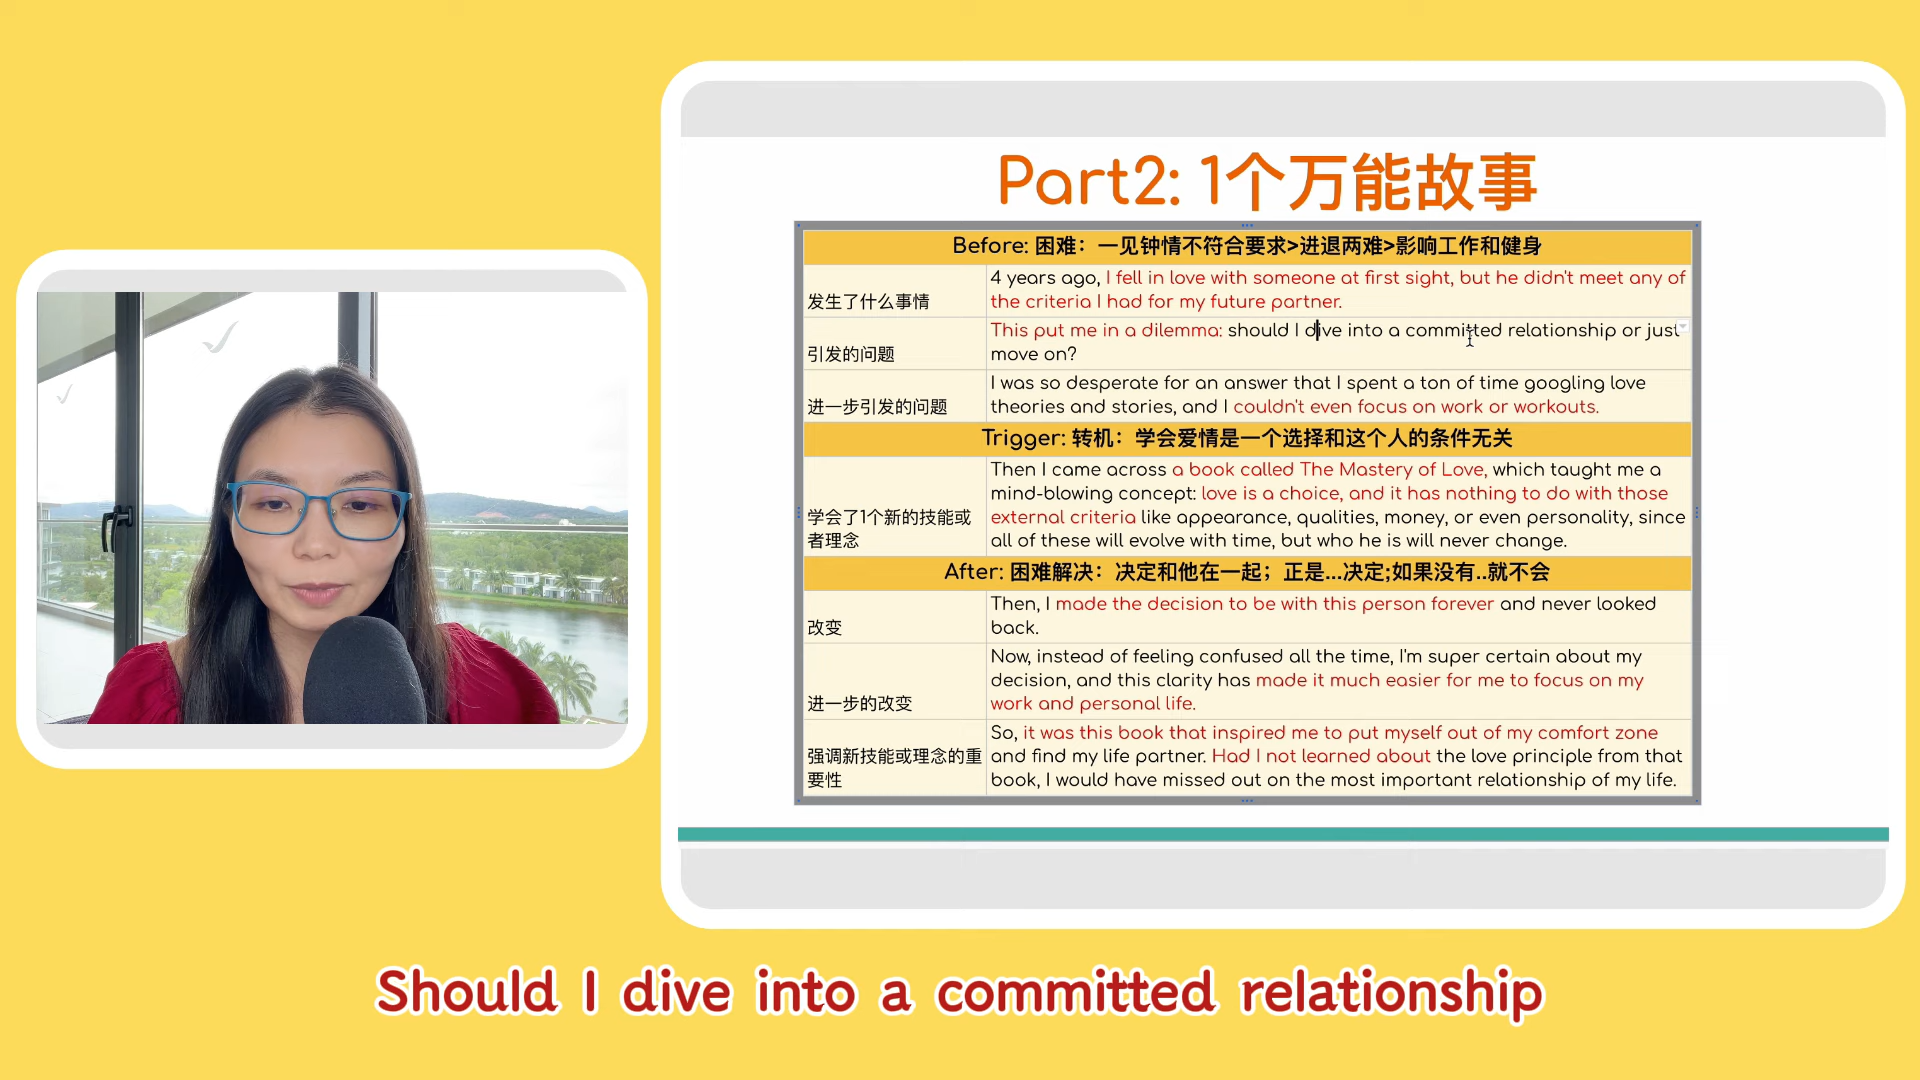 Part2: 1个万能故事
Before: 困难：一见钟情不符合要求>进退两难>影响工作和健身
发生了什么事情
4 years ago, I fell in love with someone at first sight, but he didn't meet any of
the criteria I had for my future partner.
引发的问题
This put me in a dilemma: should I dive into a committed relationship or just
move on?
进一步引发的问题
I was so desperate for an answer that I spent a ton of time googling love
theories and stories, and I couldn't even focus on work or workouts.
Trigger: 转机：学会爱情是一个选择和这个人的条件无关
学会了1个新的技能或
者理念
Then I came across a book called The Mastery of Love, which taught me a
mind-blowing concept: love is a choice, and it has nothing to do with those
external criteria like appearance, qualities, money, or even personality, since
all of these will evolve with time, but who he is will never change.
After: 困难解决：决定和他在一起；正是...决定;如果没有..就不会
改变
Then, I made the decision to be with this person forever and never looked
back.
进一步的改变
Now, instead of feeling confused all the time, I'm super certain about my
decision, and this clarity has made it much easier for me to focus on my
work and personal life.
强调新技能或理念的重
要性
So, it was this book that inspired me to put myself out of my comfort zone
and find my life partner. Had I not learned about the love principle from that
book, I would have missed out on the most important relationship of my life.
Should I dive into a committed relationship